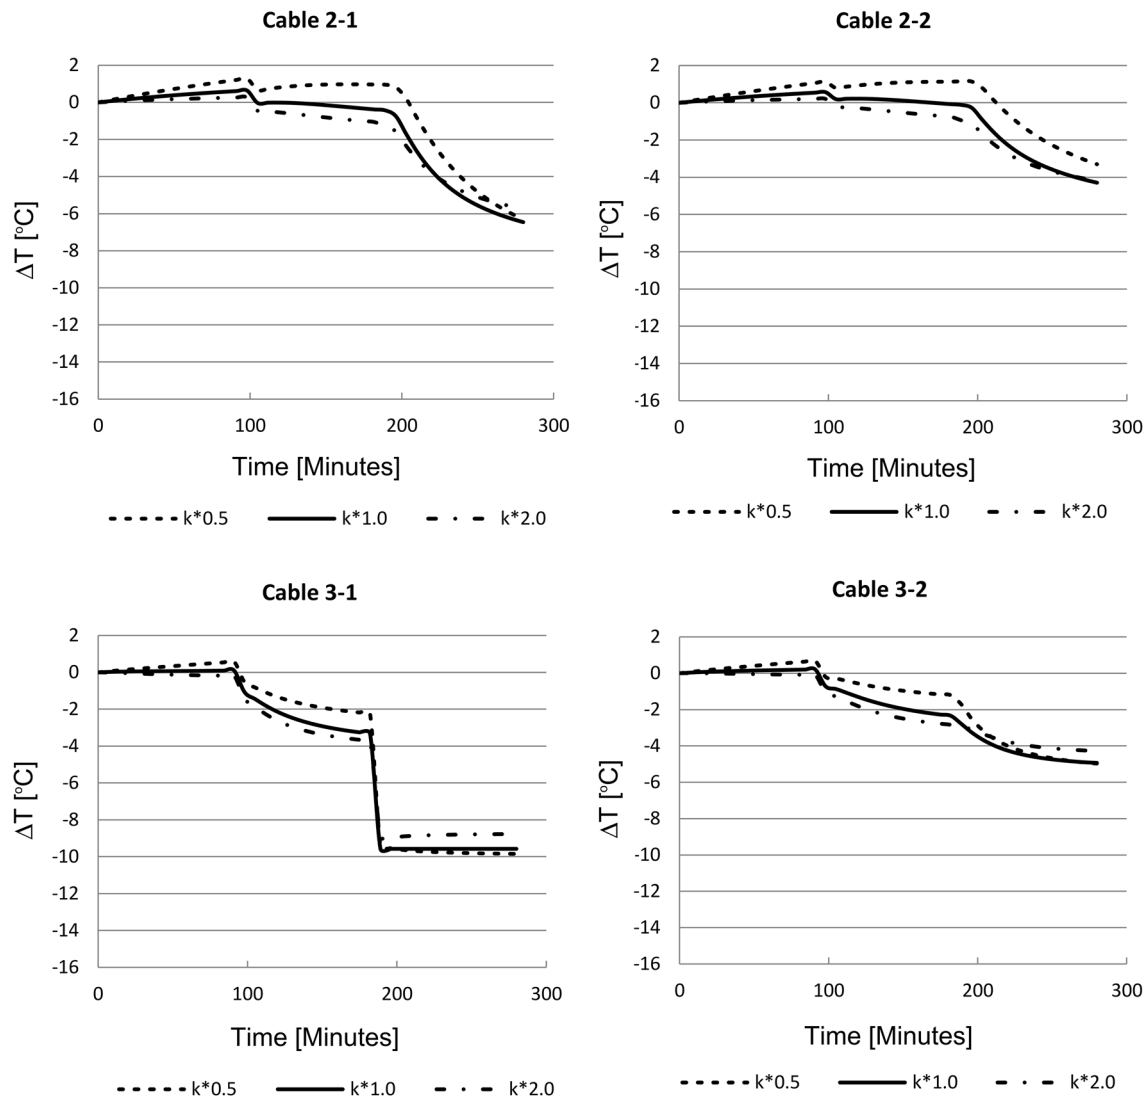 Cable 2-1
2
0
-2
-4
-6
-8
-10
-12
-14
-16
0 100 200 300
ΔT [°C]
Time [Minutes]
k*0.5 k*1.0 k*2.0
Cable 2-2
2
0
-2
-4
-6
-8
-10
-12
-14
-16
0 100 200 300
ΔT [°C]
Time [Minutes]
k*0.5 k*1.0 k*2.0
Cable 3-1
2
0
-2
-4
-6
-8
-10
-12
-14
-16
0 100 200 300
ΔT [°C]
Time [Minutes]
k*0.5 k*1.0 k*2.0
Cable 3-2
2
0
-2
-4
-6
-8
-10
-12
-14
-16
0 100 200 300
ΔT [°C]
Time [Minutes]
k*0.5 k*1.0 k*2.0